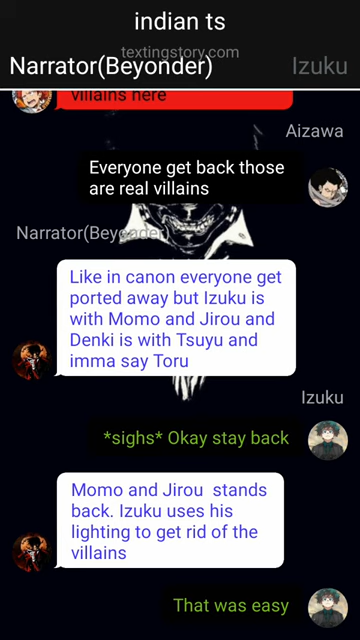 indian ts
textingstory.com
Narrator(Beyonder) Izuku
villains here
Aizawa
Everyone get back those
are real villains
Narrator(Beyonder)
Like in canon everyone get
ported away but Izuku is
with Momo and Jirou and
Denki is with Tsuyu and
imma say Toru
Izuku
*sighs* Okay stay back
Momo and Jirou stands
back. Izuku uses his
lighting to get rid of the
villains
That was easy